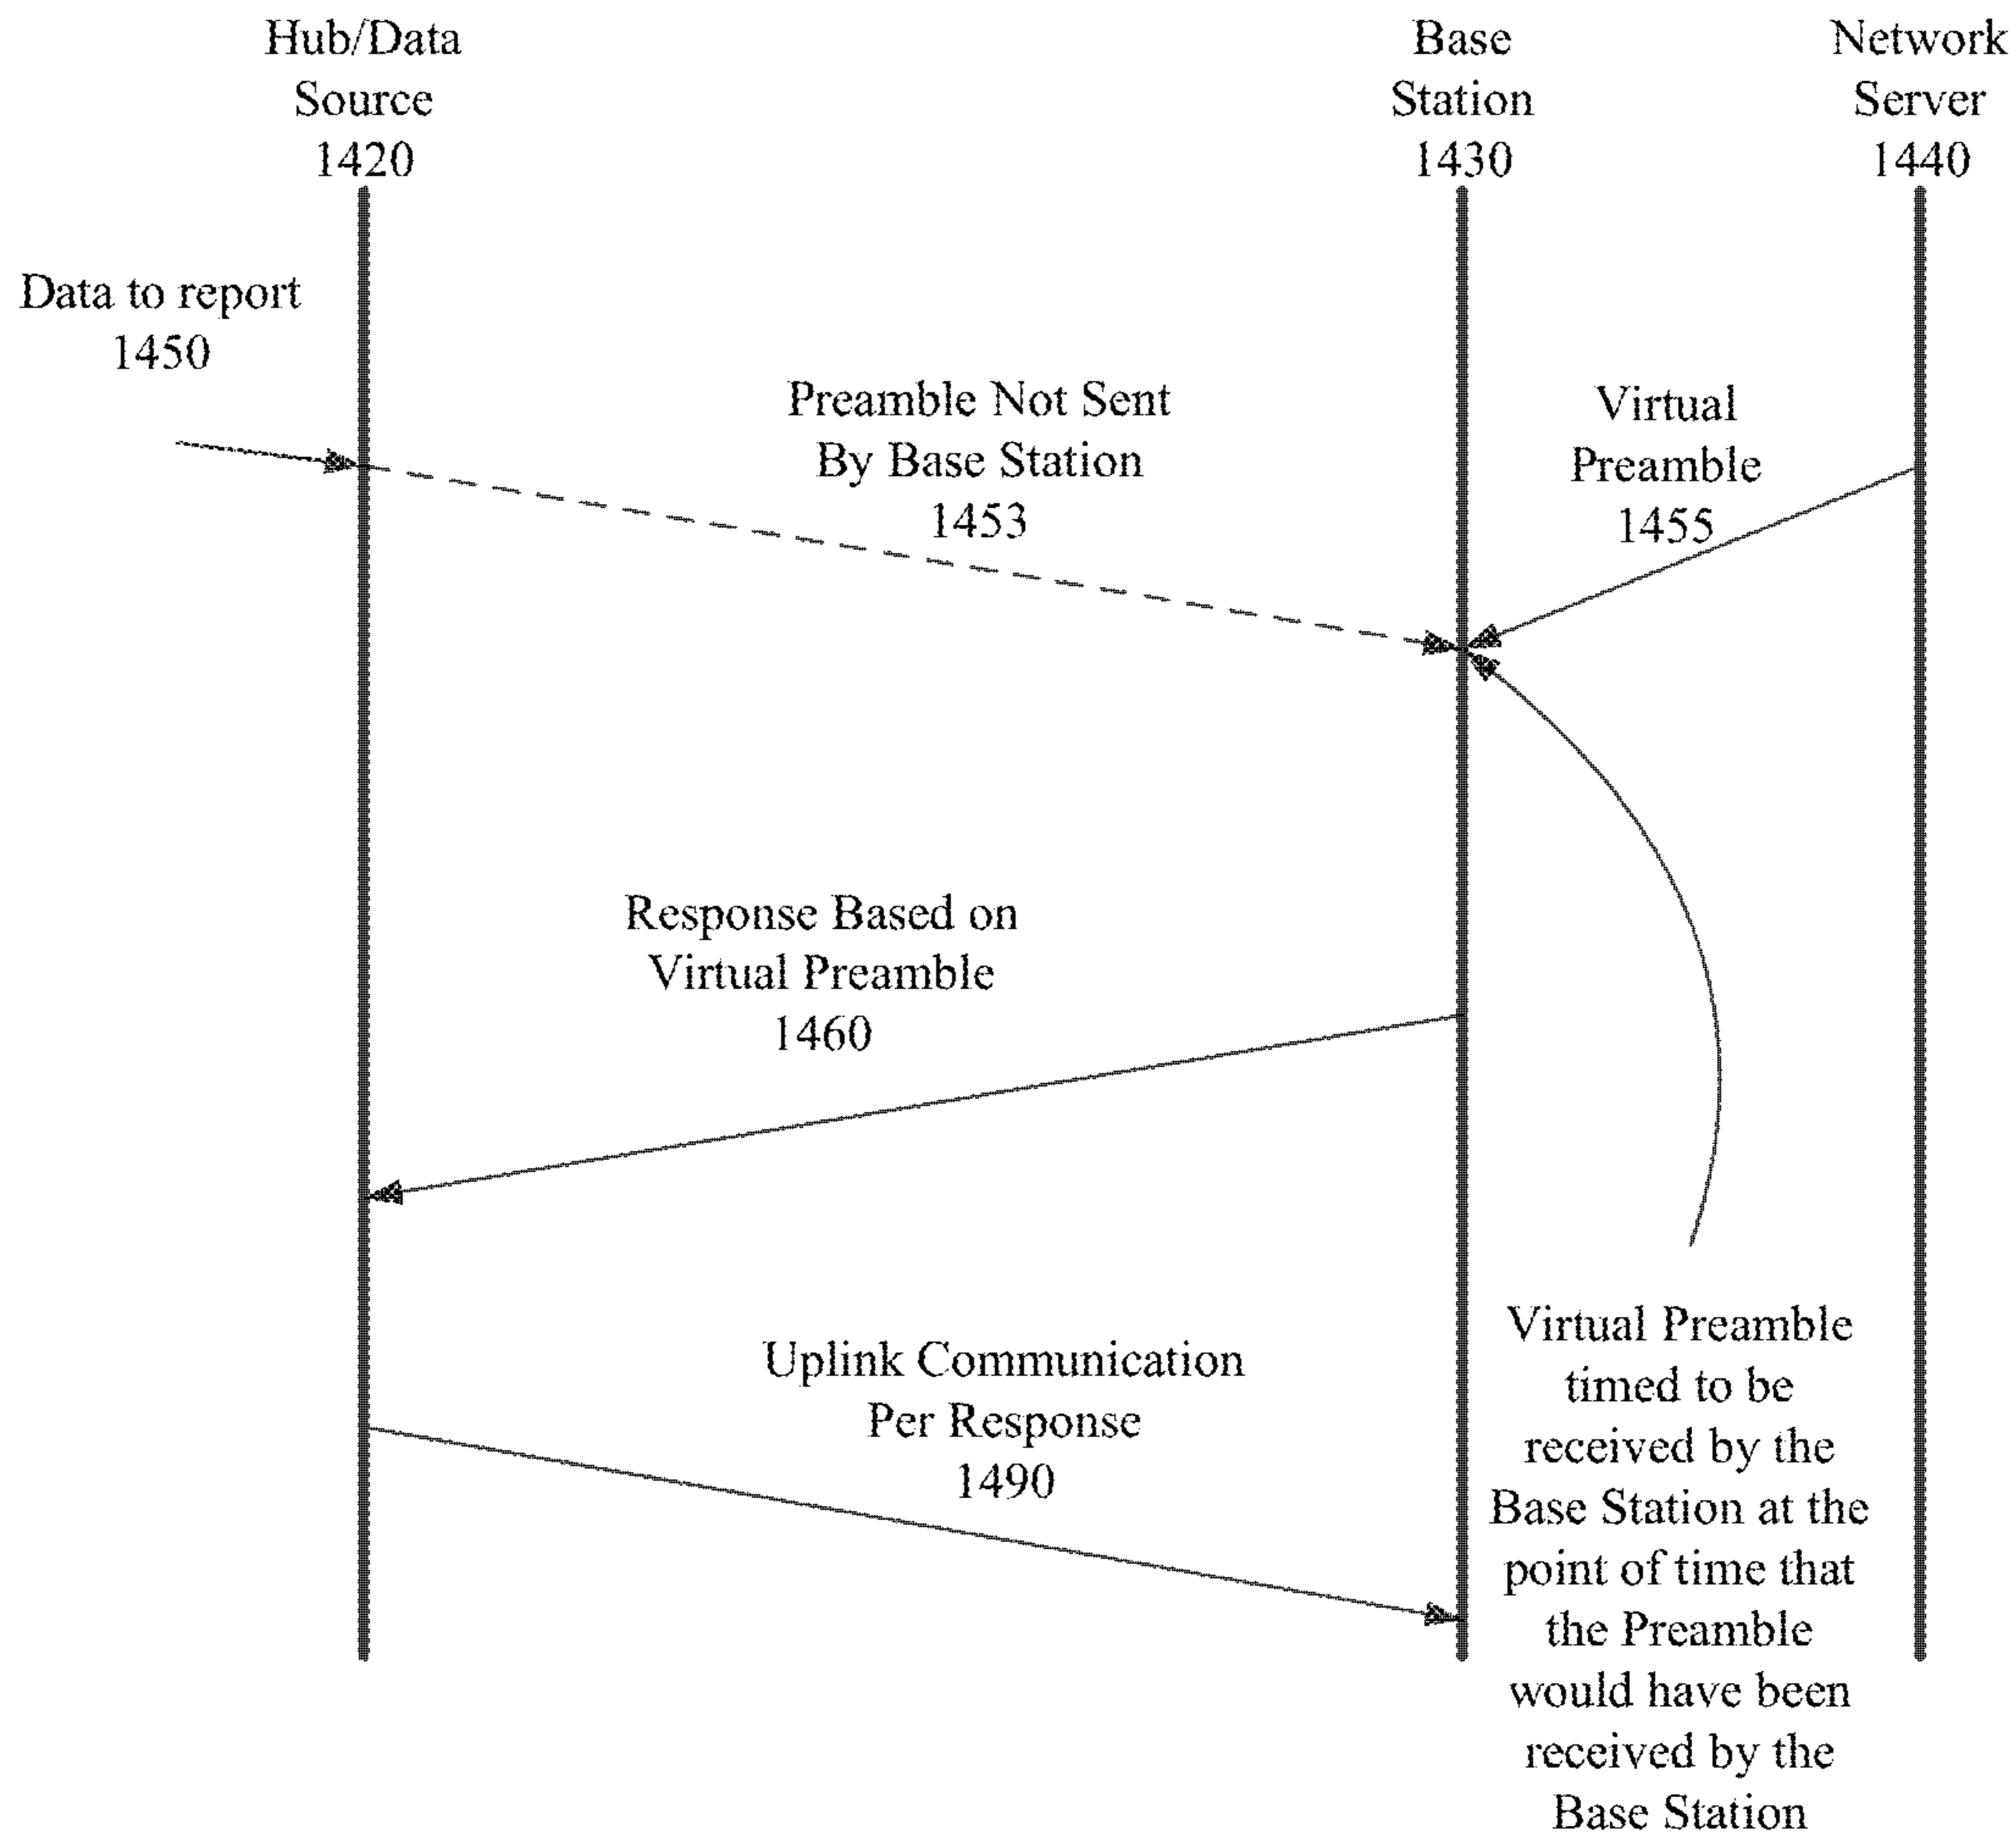 Hub/Data
Source
1420
Base
Station
1430
Network
Server
1440
Data to report
1450
Preamble Not Sent
By Base Station
1453
Virtual
Preamble
1455
Response Based on
Virtual Preamble
1460
Uplink Communication
Per Response
1490
Virtual Preamble
timed to be
received by the
Base Station at the
point of time that
the Preamble
would have been
received by the
Base Station